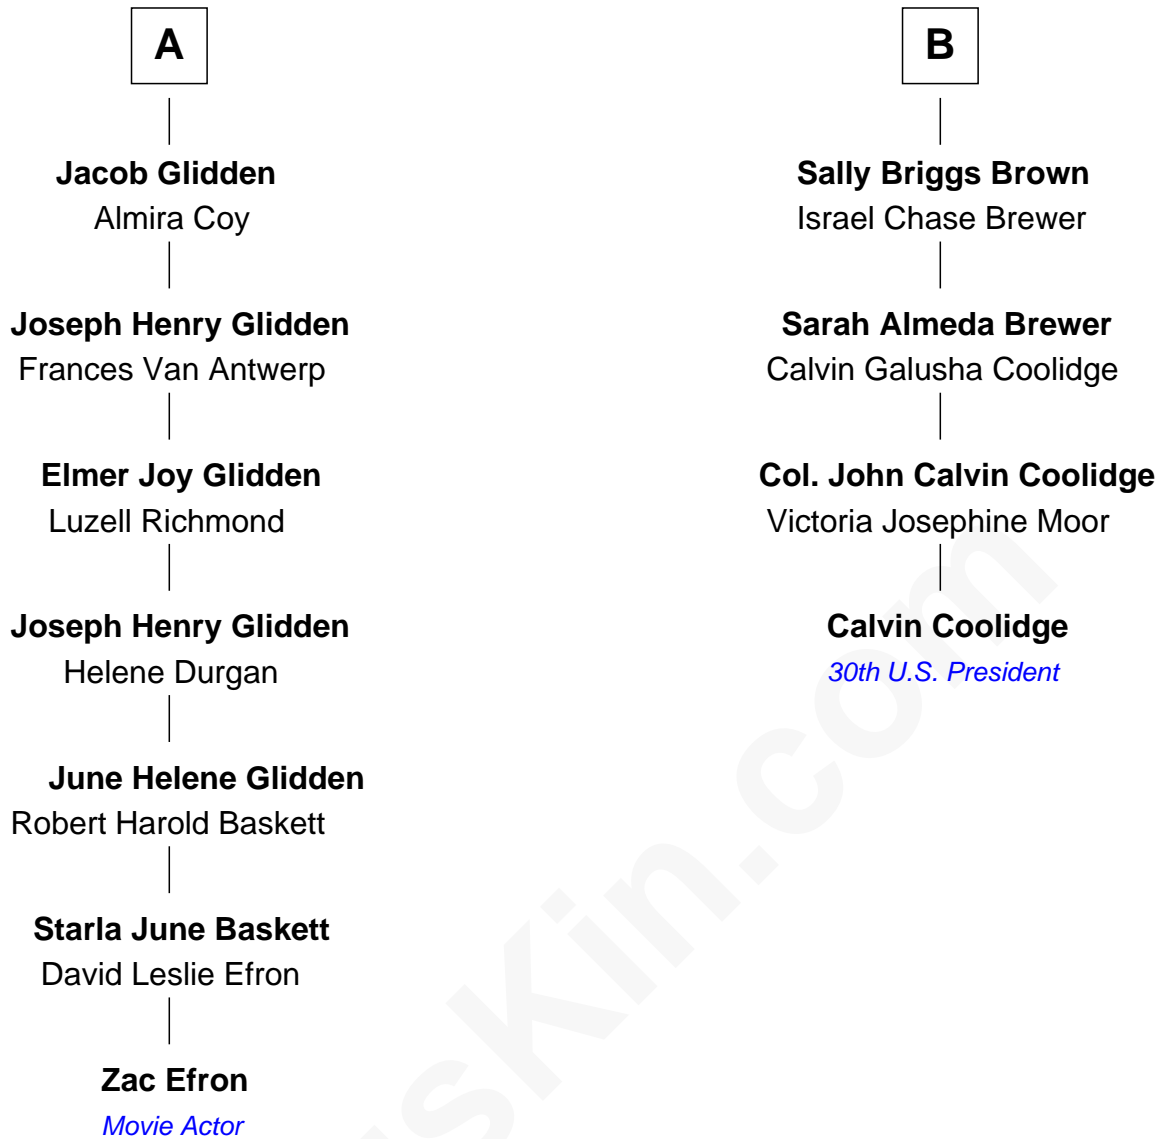 A
Jacob Glidden
Almira Coy
Joseph Henry Glidden
Frances Van Antwerp
Elmer Joy Glidden
Luzell Richmond
Joseph Henry Glidden
Helene Durgan
June Helene Glidden
Robert Harold Baskett
Starla June Baskett
David Leslie Efron
Zac Efron
Movie Actor
B
Sally Briggs Brown
Israel Chase Brewer
Sarah Almeda Brewer
Calvin Galusha Coolidge
Col. John Calvin Coolidge
Victoria Josephine Moor
Calvin Coolidge
30th U.S. President
sKin.com